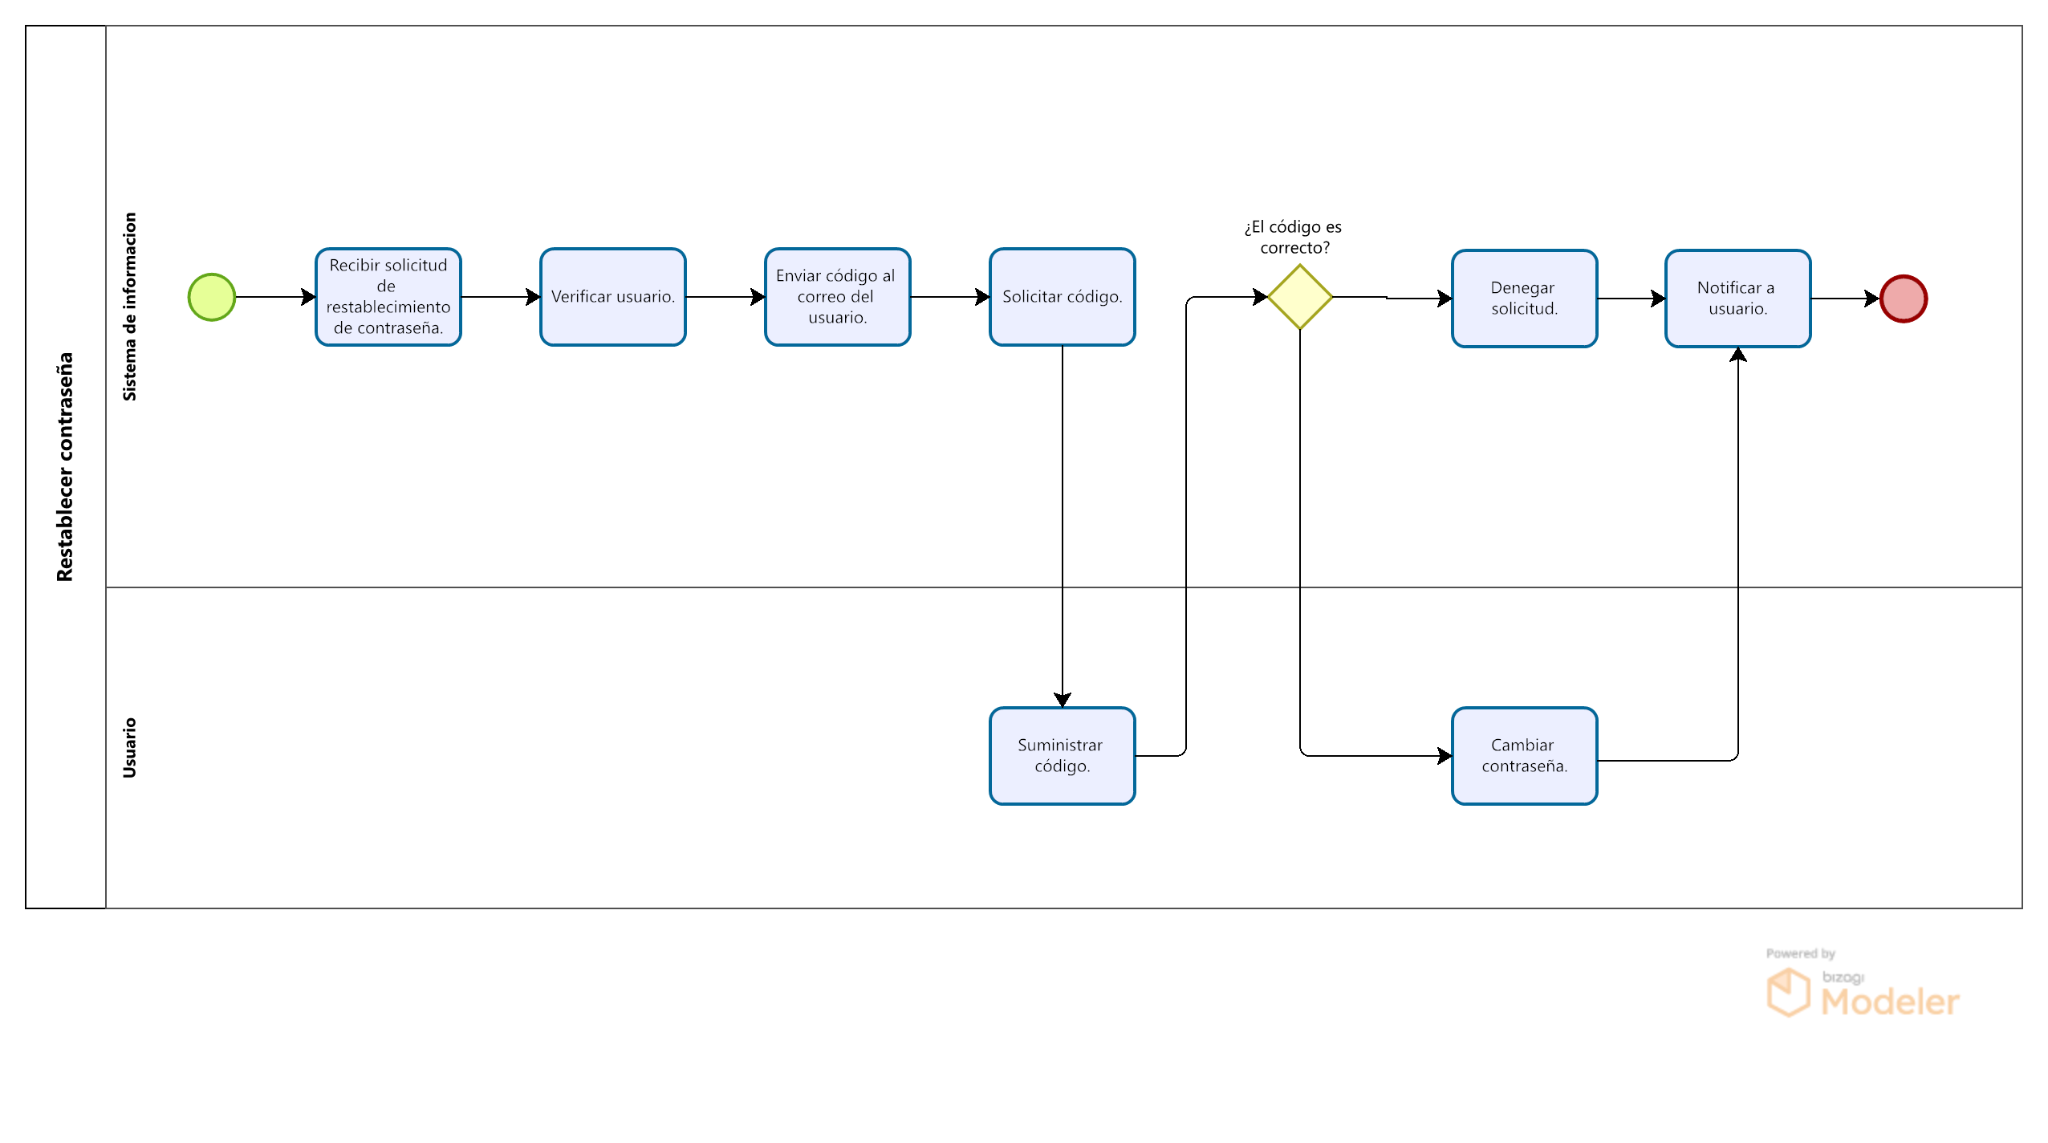 Restablecer contraseña
Sistema de informacion
Recibir solicitud
de
restablecimiento
de contraseña.
Verificar usuario.
Enviar código al
correo del
usuario.
Solicitar código.
¿El código es
correcto?
Denegar
solicitud.
Notificar a
usuario.
Usuario
Suministrar
código.
Cambiar
contraseña.
Powered by
bizagi
Modeler